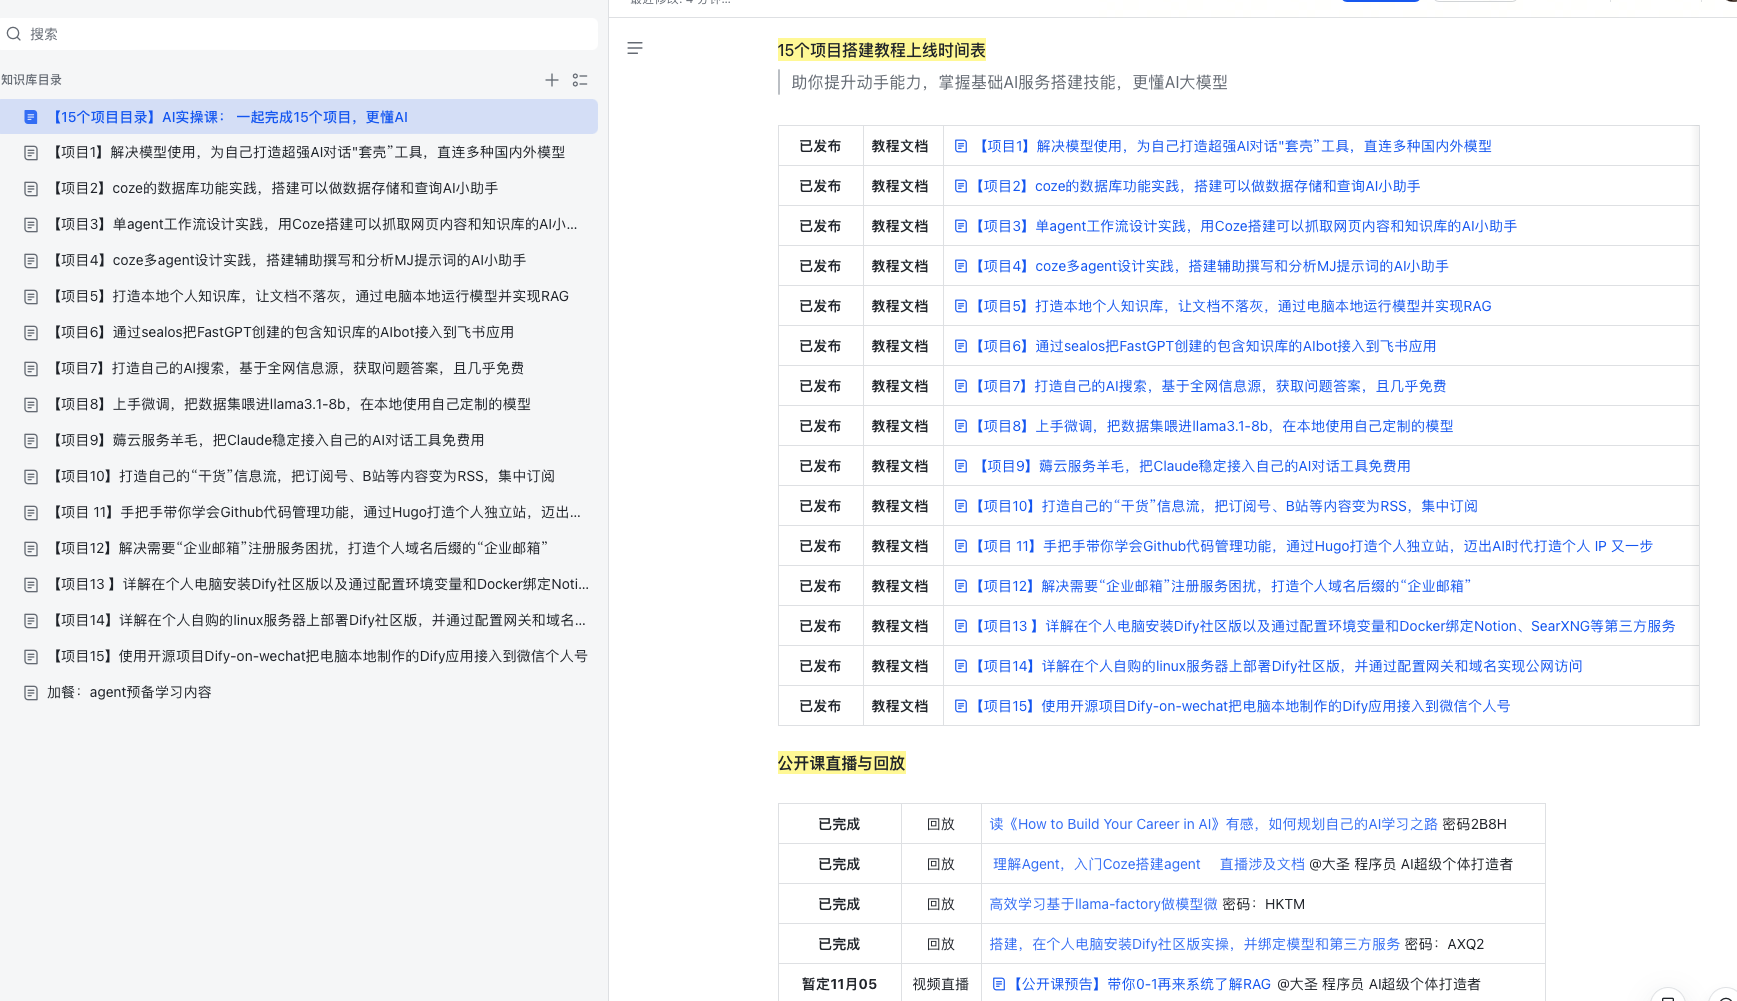 搜索
知识库目录
【15个项目目录】AI实操课： 一起完成15个项目，更懂AI
【项目1】解决模型使用，为自己打造超强AI对话"套壳”工具，直连多种国内外模型
【项目2】coze的数据库功能实践，搭建可以做数据存储和查询AI小助手
【项目3】单agent工作流设计实践，用Coze搭建可以抓取网页内容和知识库的AI小...
【项目4】coze多agent设计实践，搭建辅助撰写和分析MJ提示词的AI小助手
【项目5】打造本地个人知识库，让文档不落灰，通过电脑本地运行模型并实现RAG
【项目6】通过sealos把FastGPT创建的包含知识库的AIbot接入到飞书应用
【项目7】打造自己的AI搜索，基于全网信息源，获取问题答案，且几乎免费
【项目8】上手微调，把数据集喂进llama3.1-8b，在本地使用自己定制的模型
【项目9】薅云服务羊毛，把Claude稳定接入自己的AI对话工具免费用
【项目10】打造自己的“干货”信息流，把订阅号、B站等内容变为RSS，集中订阅
【项目 11】手把手带你学会Github代码管理功能，通过Hugo打造个人独立站，迈出...
【项目12】解决需要“企业邮箱”注册服务困扰，打造个人域名后缀的“企业邮箱”
【项目13 】详解在个人电脑安装Dify社区版以及通过配置环境变量和Docker绑定Noti...
【项目14】详解在个人自购的linux服务器上部署Dify社区版，并通过配置网关和域名...
【项目15】使用开源项目Dify-on-wechat把电脑本地制作的Dify应用接入到微信个人号
加餐：agent预备学习内容
15个项目搭建教程上线时间表
助你提升动手能力，掌握基础AI服务搭建技能，更懂AI大模型
已发布 教程文档 【项目1】解决模型使用，为自己打造超强AI对话"套壳”工具，直连多种国内外模型
已发布 教程文档 【项目2】coze的数据库功能实践，搭建可以做数据存储和查询AI小助手
已发布 教程文档 【项目3】单agent工作流设计实践，用Coze搭建可以抓取网页内容和知识库的AI小助手
已发布 教程文档 【项目4】coze多agent设计实践，搭建辅助撰写和分析MJ提示词的AI小助手
已发布 教程文档 【项目5】打造本地个人知识库，让文档不落灰，通过电脑本地运行模型并实现RAG
已发布 教程文档 【项目6】通过sealos把FastGPT创建的包含知识库的AIbot接入到飞书应用
已发布 教程文档 【项目7】打造自己的AI搜索，基于全网信息源，获取问题答案，且几乎免费
已发布 教程文档 【项目8】上手微调，把数据集喂进llama3.1-8b，在本地使用自己定制的模型
已发布 教程文档 【项目9】薅云服务羊毛，把Claude稳定接入自己的AI对话工具免费用
已发布 教程文档 【项目10】打造自己的“干货”信息流，把订阅号、B站等内容变为RSS，集中订阅
已发布 教程文档 【项目 11】手把手带你学会Github代码管理功能，通过Hugo打造个人独立站，迈出AI时代打造个人 IP 又一步
已发布 教程文档 【项目12】解决需要“企业邮箱”注册服务困扰，打造个人域名后缀的“企业邮箱”
已发布 教程文档 【项目13 】详解在个人电脑安装Dify社区版以及通过配置环境变量和Docker绑定Notion、SearXNG等第三方服务
已发布 教程文档 【项目14】详解在个人自购的linux服务器上部署Dify社区版，并通过配置网关和域名实现公网访问
已发布 教程文档 【项目15】使用开源项目Dify-on-wechat把电脑本地制作的Dify应用接入到微信个人号
公开课直播与回放
已完成 回放 读《How to Build Your Career in AI》有感，如何规划自己的AI学习之路 密码2B8H
已完成 回放 理解Agent，入门Coze搭建agent 直播涉及文档 @大圣 程序员 AI超级个体打造者
已完成 回放 高效学习基于llama-factory做模型微 密码：HKTM
已完成 回放 搭建，在个人电脑安装Dify社区版实操，并绑定模型和第三方服务 密码：AXQ2
暂定11月05 视频直播 【公开课预告】带你0-1再来系统了解RAG @大圣 程序员 AI超级个体打造者